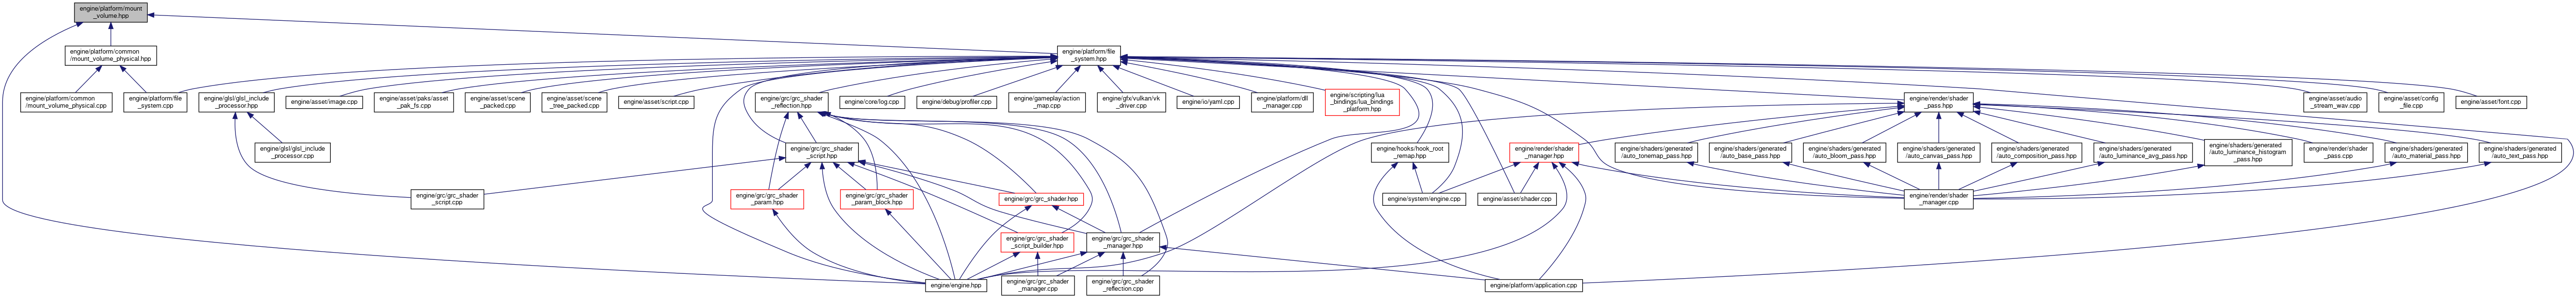 engine/platform/mount
_volume.hpp
engine/platform/common
/mount_volume_physical.hpp
engine/platform/file
_system.hpp
engine/platform/common
/mount_volume_physical.cpp
engine/platform/file
_system.cpp
engine/glsl/glsl_include
_processor.hpp
engine/asset/image.cpp
engine/asset/paks/asset
_pak_fs.cpp
engine/asset/scene
_packed.cpp
engine/asset/scene
_tree_packed.cpp
engine/asset/script.cpp
engine/grc/grc_shader
_reflection.hpp
engine/core/log.cpp
engine/debug/profiler.cpp
engine/gameplay/action
_map.cpp
engine/gfx/vulkan/vk
_driver.cpp
engine/io/yaml.cpp
engine/platform/dll
_manager.cpp
engine/scripting/lua
_bindings/lua_bindings
_platform.hpp
engine/render/shader
_pass.hpp
engine/asset/audio
_stream_wav.cpp
engine/asset/config
_file.cpp
engine/asset/font.cpp
engine/glsl/glsl_include
_processor.cpp
engine/grc/grc_shader
_script.hpp
engine/hooks/hook_root
_remap.hpp
engine/render/shader
_manager.hpp
engine/shaders/generated
/auto_tonemap_pass.hpp
engine/shaders/generated
/auto_base_pass.hpp
engine/shaders/generated
/auto_bloom_pass.hpp
engine/shaders/generated
/auto_canvas_pass.hpp
engine/shaders/generated
/auto_composition_pass.hpp
engine/shaders/generated
/auto_luminance_avg_pass.hpp
engine/shaders/generated
/auto_luminance_histogram
_pass.hpp
engine/render/shader
_pass.cpp
engine/shaders/generated
/auto_material_pass.hpp
engine/shaders/generated
/auto_text_pass.hpp
engine/grc/grc_shader
_script.cpp
engine/grc/grc_shader
_param.hpp
engine/grc/grc_shader
_param_block.hpp
engine/grc/grc_shader.hpp
engine/system/engine.cpp
engine/asset/shader.cpp
engine/render/shader
_manager.cpp
engine/grc/grc_shader
_script_builder.hpp
engine/grc/grc_shader
_manager.hpp
engine/engine.hpp
engine/grc/grc_shader
_manager.cpp
engine/grc/grc_shader
_reflection.cpp
engine/platform/application.cpp